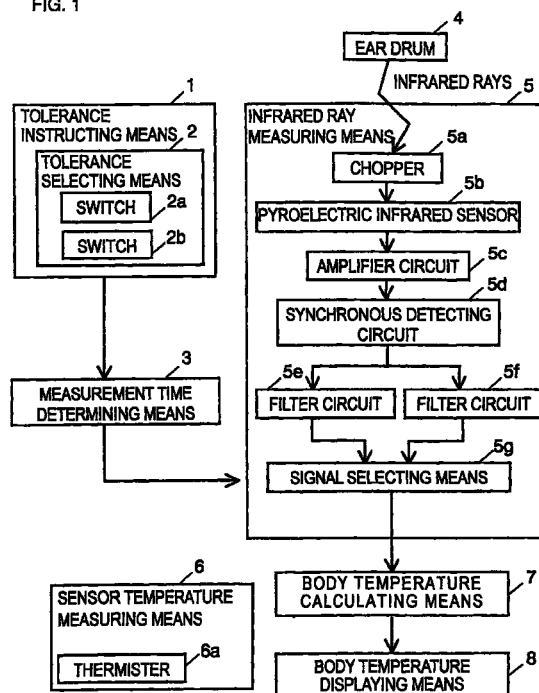 FIG. 1
4
EAR DRUM
INFRARED RAYS
1
TOLERANCE
INSTRUCTING MEANS
2
TOLERANCE
SELECTING MEANS
SWITCH
2a
SWITCH
2b
5
INFRARED RAY
MEASURING MEANS
5a
CHOPPER
5b
PYROELECTRIC INFRARED SENSOR
AMPLIFIER CIRCUIT
5c
5d
SYNCHRONOUS DETECTING
CIRCUIT
5e
FILTER CIRCUIT
5f
FILTER CIRCUIT
5g
SIGNAL SELECTING MEANS
3
MEASUREMENT TIME
DETERMINING MEANS
6
SENSOR TEMPERATURE
MEASURING MEANS
6a
THERMISTER
BODY TEMPERATURE
CALCULATING MEANS
7
BODY TEMPERATURE
DISPLAYING MEANS
8